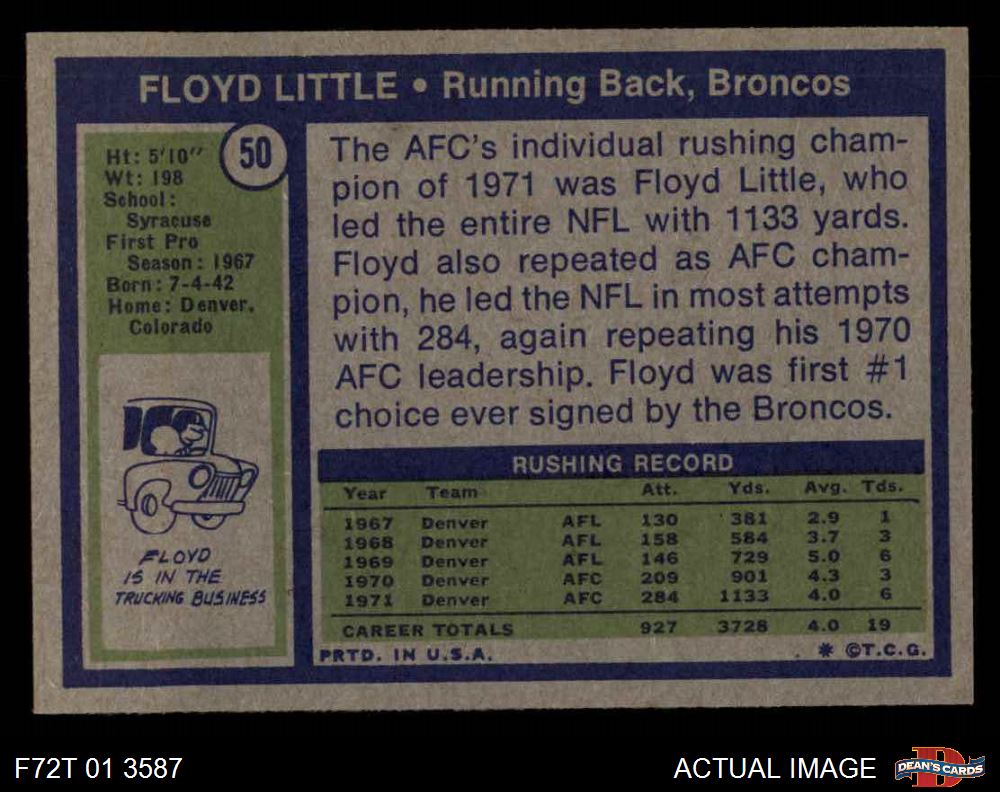 FLOYD LITTLE • Running Back, Broncos
50
Ht: 5'10"
Wt: 198
School:
Syracuse
First Pro
Season: 1967
Born: 7-4-42
Home: Denver,
Colorado
FLOYD
IS IN THE
TRUCKING BUSINESS
The AFC's individual rushing cham-
pion of 1971 was Floyd Little, who
led the entire NFL with 1133 yards.
Floyd also repeated as AFC cham-
pion, he led the NFL in most attempts
with 284, again repeating his 1970
AFC leadership. Floyd was first #1
choice ever signed by the Broncos.
RUSHING RECORD
Year Team Att. Yds. Avg. Tds.
1967 Denver AFL 130 381 2.9 1
1968 Denver AFL 158 584 3.7 3
1969 Denver AFL 146 729 5.0 6
1970 Denver AFC 209 901 4.3 3
1971 Denver AFC 284 1133 4.0 6
CAREER TOTALS 927 3728 4.0 19
PRTD. IN U.S.A. * ©T.C.G.
F72T 01 3587 ACTUAL IMAGE DEAN'S CARDS